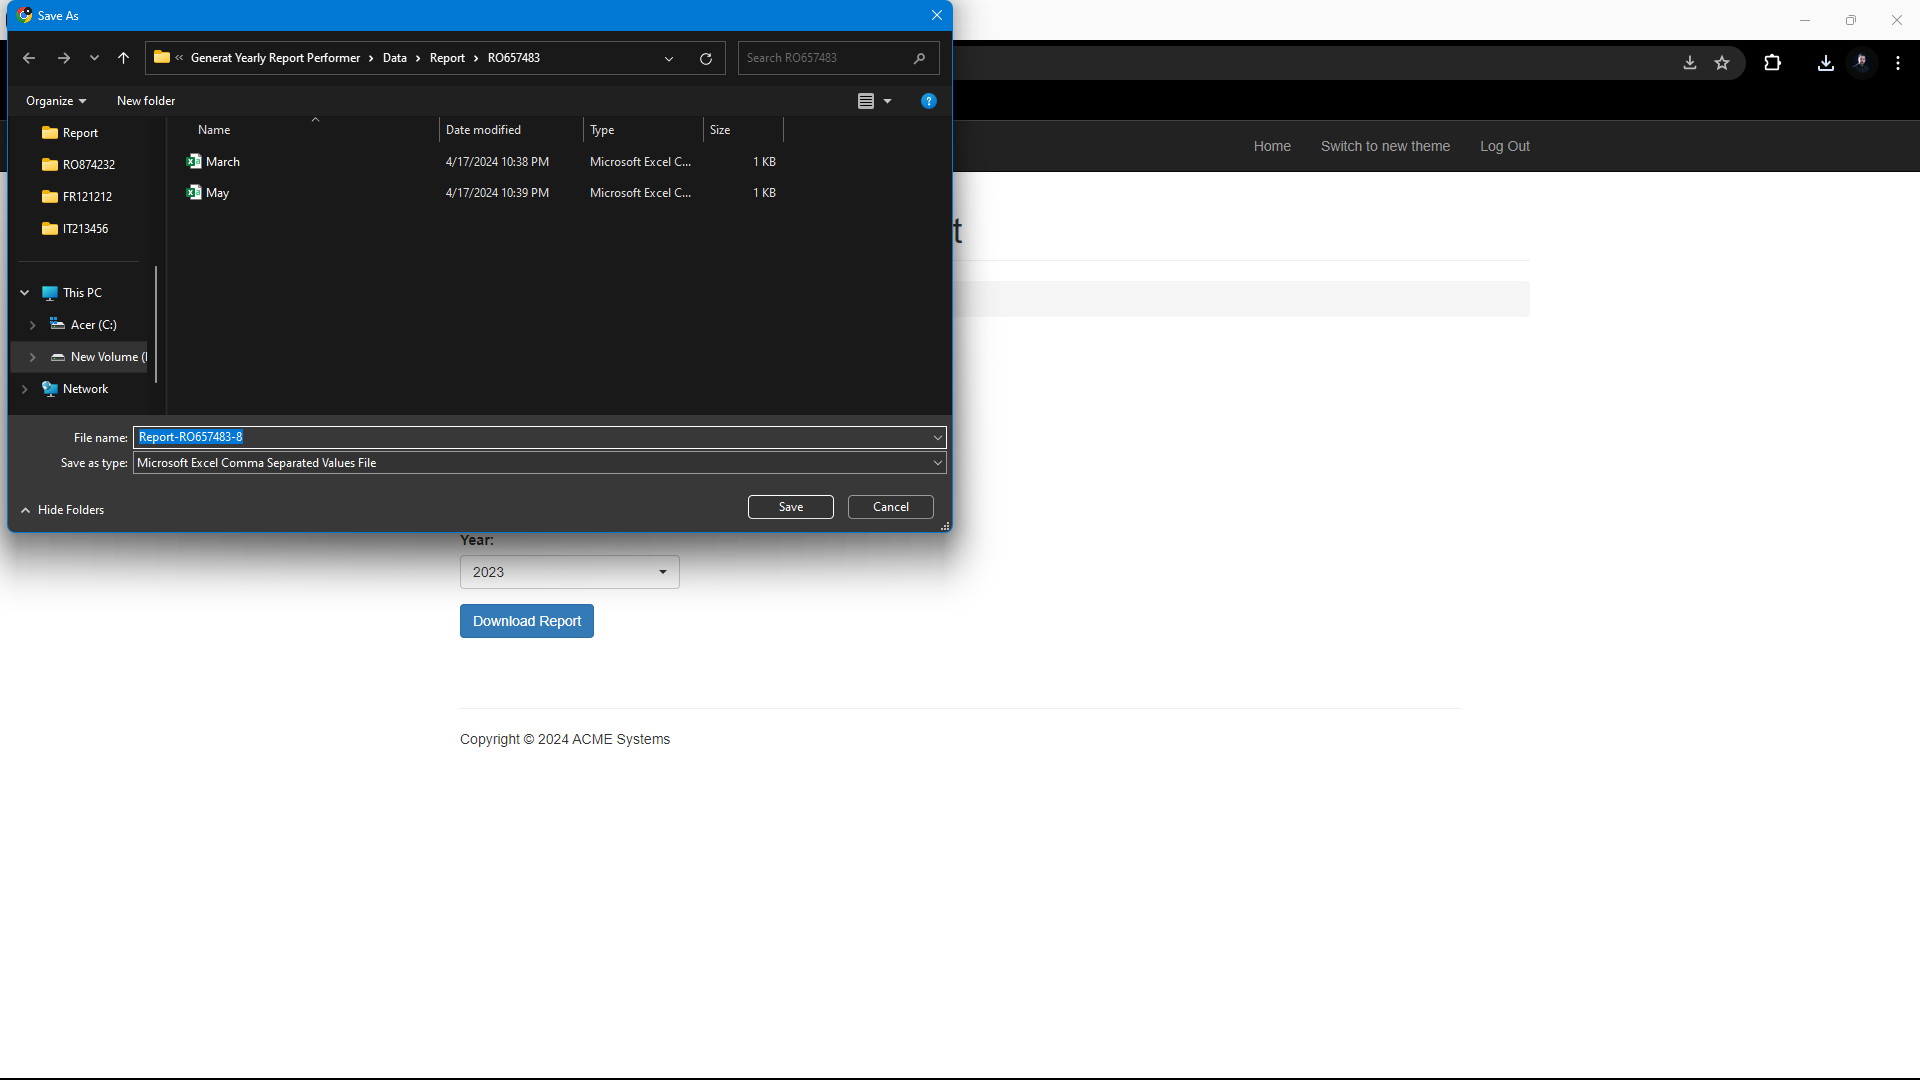 Save As
« Generat Yearly Report Performer › Data › Report › RO657483
Search RO657483
Organize
New folder
?
Report
RO874232
FR121212
IT213456
This PC
Acer (C:)
New Volume (
Network
Name
Date modified
Type
Size
March
4/17/2024 10:38 PM
Microsoft Excel C...
1 KB
May
4/17/2024 10:39 PM
Microsoft Excel C...
1 KB
File name:
Report-RO657483-8
Save as type:
Microsoft Excel Comma Separated Values File
Hide Folders
Save
Cancel
Home
Switch to new theme
Log Out
t
Year:
2023
Download Report
Copyright © 2024 ACME Systems